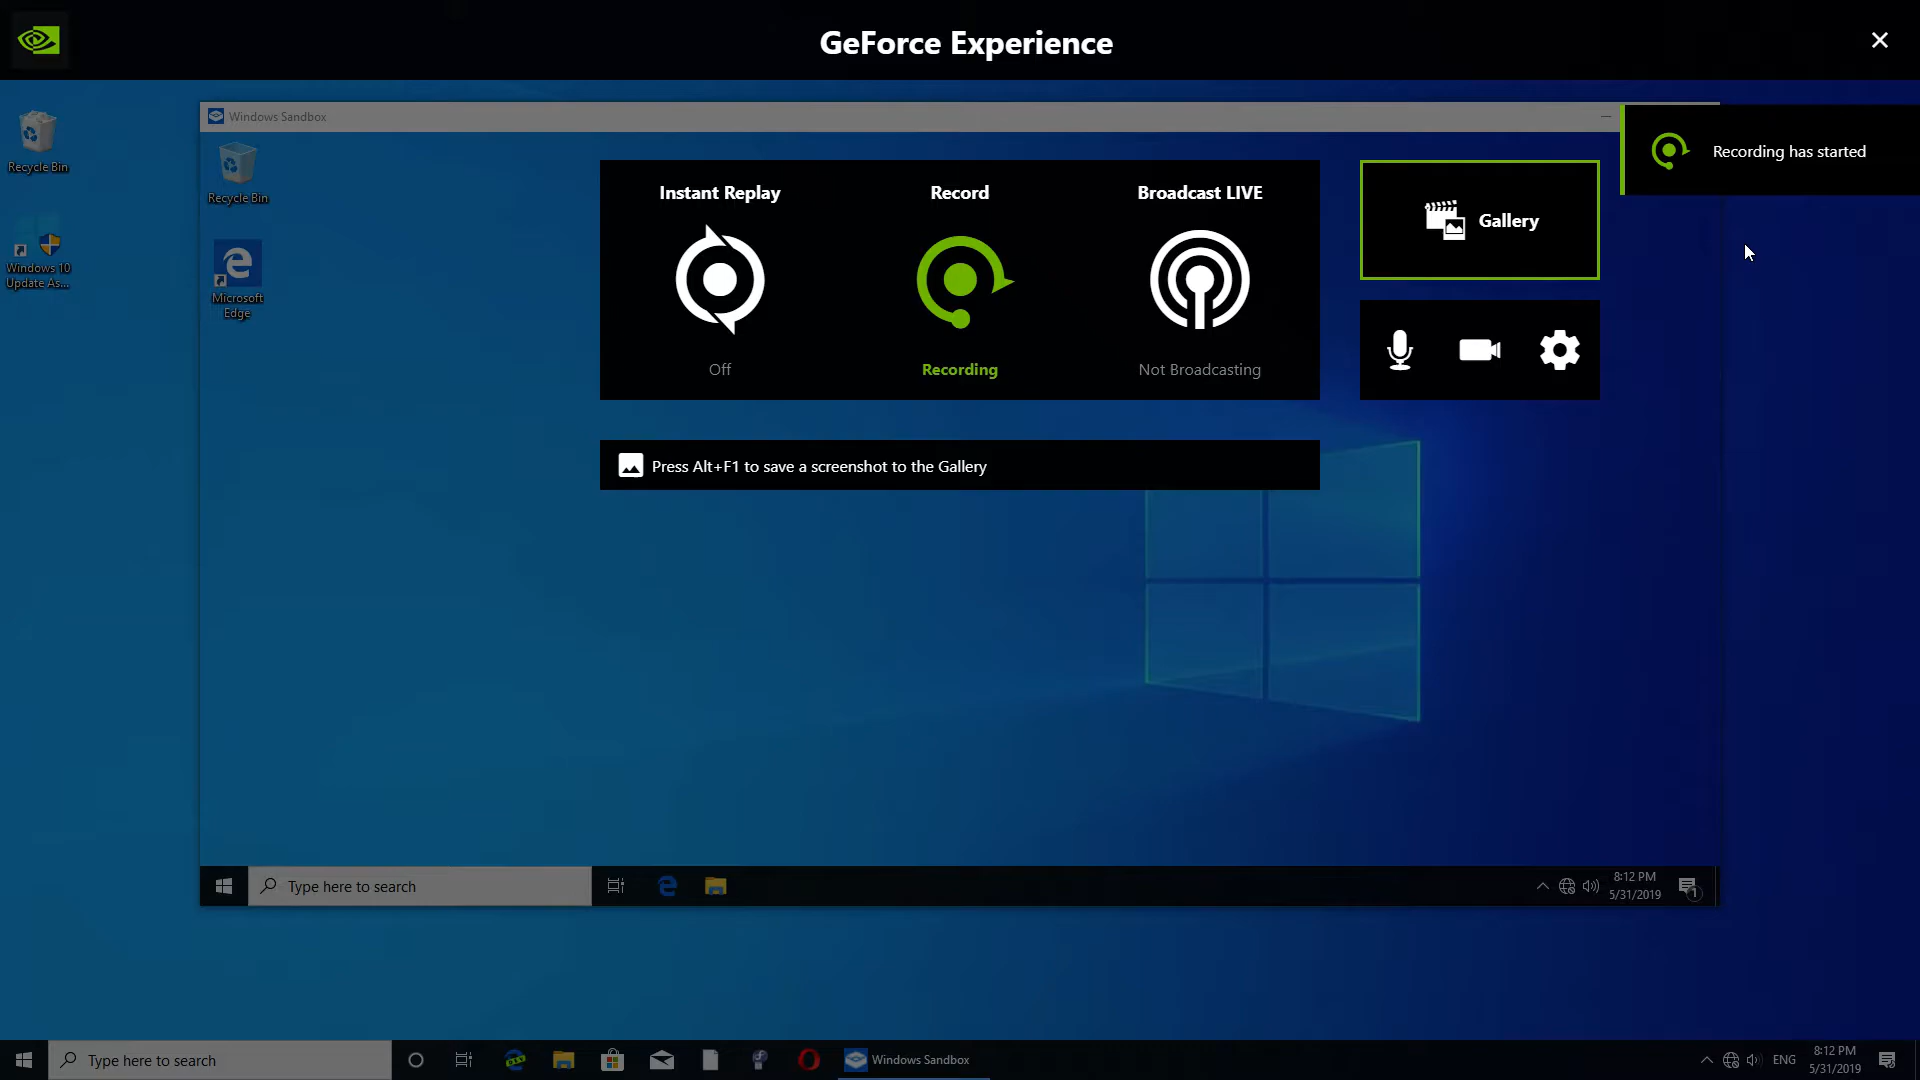 GeForce Experience
Recycle Bin
Windows 10
Update As...
Windows Sandbox
Recycle Bin
Microsoft
Edge
Instant Replay
Off
Record
Recording
Broadcast LIVE
Not Broadcasting
Gallery
Recording has started
Press Alt+F1 to save a screenshot to the Gallery
Type here to search
8:12 PM
5/31/2019
1
Type here to search
DEV
Windows Sandbox
ENG
8:12 PM
5/31/2019